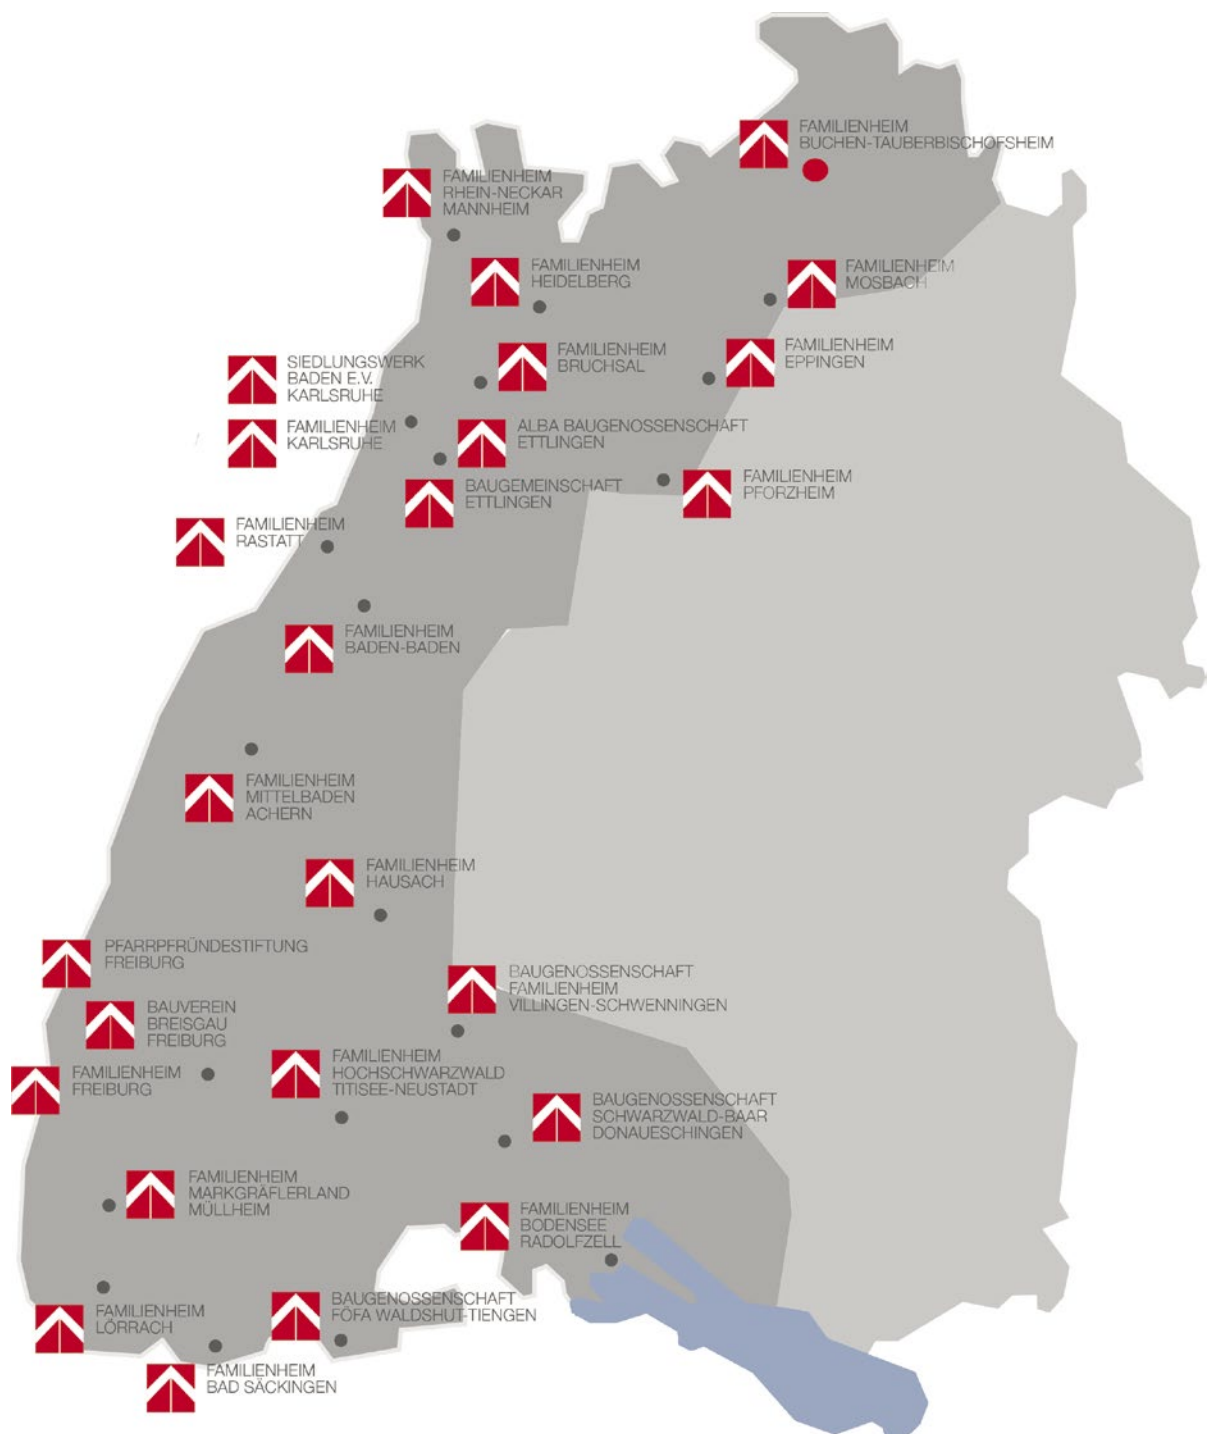 FAMILIENHEIM
BUCHEN-TAUBERBISCHOFSHEIM
FAMILIENHEIM
RHEIN-NECKAR
MANNHEIM
FAMILIENHEIM
HEIDELBERG
FAMILIENHEIM
MOSBACH
FAMILIENHEIM
BRUCHSAL
FAMILIENHEIM
EPPINGEN
SIEDLUNGSWERK
BADEN E.V.
KARLSRUHE
FAMILIENHEIM
KARLSRUHE
ALBA BAUGENOSSENSCHAFT
ETTLINGEN
BAUGEMEINSCHAFT
ETTLINGEN
FAMILIENHEIM
PFORZHEIM
FAMILIENHEIM
RASTATT
FAMILIENHEIM
BADEN-BADEN
FAMILIENHEIM
MITTELBADEN
ACHERN
FAMILIENHEIM
HAUSACH
PFARRPFRÜNDESTIFTUNG
FREIBURG
BAUGENOSSENSCHAFT
FAMILIENHEIM
VILLINGEN-SCHWENNINGEN
BAUVEREIN
BREISGAU
FREIBURG
FAMILIENHEIM
HOCHSCHWARZWALD
TITISEE-NEUSTADT
FAMILIENHEIM
FREIBURG
BAUGENOSSENSCHAFT
SCHWARZWALD-BAAR
DONAUESCHINGEN
FAMILIENHEIM
MARKGRÄFLERLAND
MÜLLHEIM
FAMILIENHEIM
BODENSEE
RADOLFZELL
BAUGENOSSENSCHAFT
FÖFA WALDSHUT-TIENGEN
FAMILIENHEIM
LÖRRACH
FAMILIENHEIM
BAD SÄCKINGEN